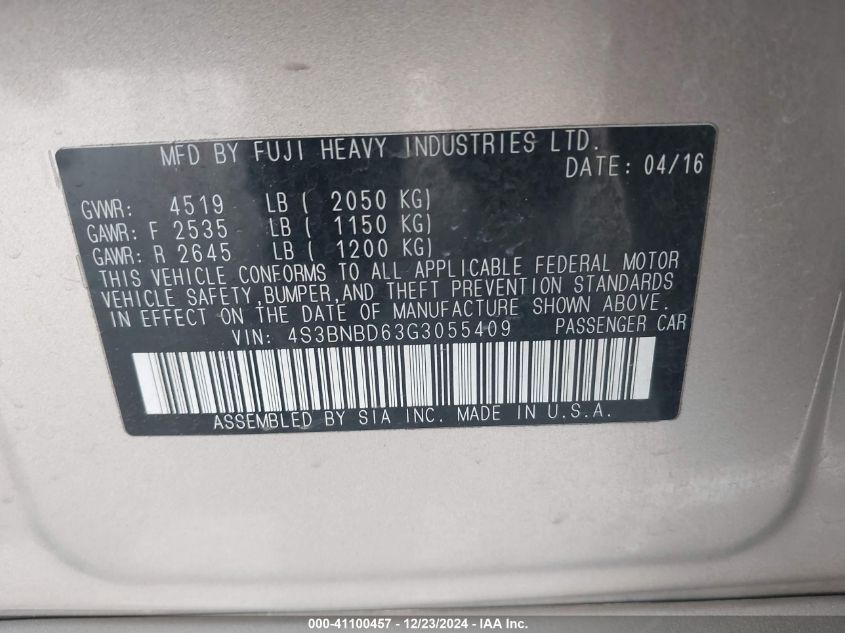 MFD BY FUJI HEAVY INDUSTRIES LTD.
DATE: 04/16
GVWR: 4519 LB ( 2050 KG)
GAWR: F 2535 LB ( 1150 KG)
GAWR: R 2645 LB ( 1200 KG)
THIS VEHICLE CONFORMS TO ALL APPLICABLE FEDERAL MOTOR
VEHICLE SAFETY,BUMPER,AND THEFT PREVENTION STANDARDS
IN EFFECT ON THE DATE OF MANUFACTURE SHOWN ABOVE.
VIN: 4S3BNBD63G3055409 PASSENGER CAR
ASSEMBLED BY SIA INC. MADE IN U.S.A.
000-41100457 - 12/23/2024 - IAA Inc.